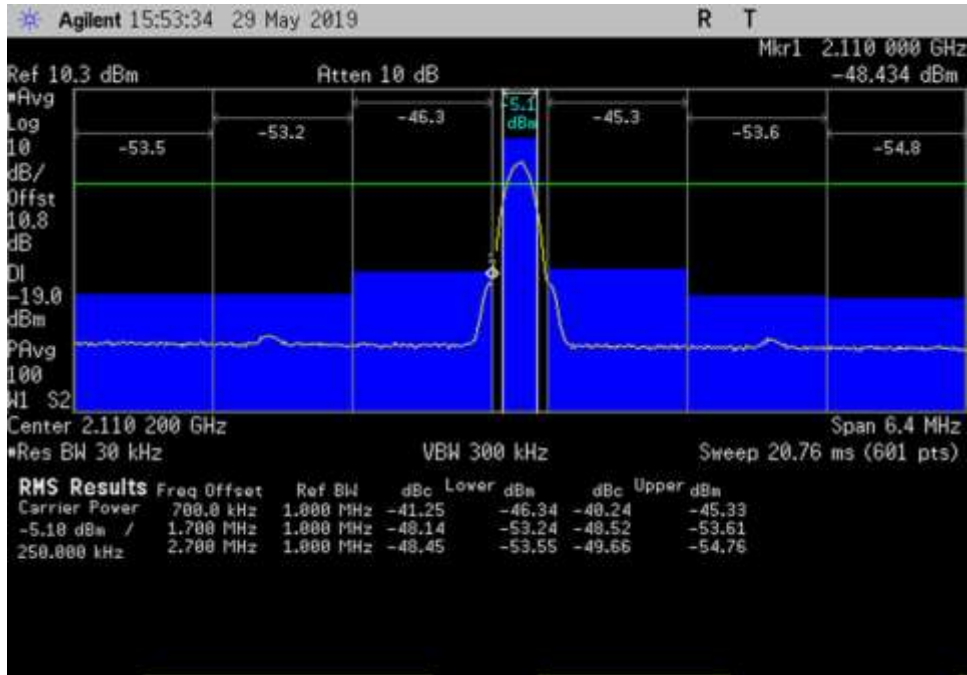 Agilent 15:53:34 29 May 2019 R T
Mkr1 2.110 000 GHz
Ref 10.3 dBm Atten 10 dB -48.434 dBm
*Avg
Log
10
dB/
Offst
10.8
dB
DI
-19.0
dBm
PAvg
100
W1 S2
-53.5 -53.2 -46.3 -5.1 dBm -45.3 -53.6 -54.8
Center 2.110 200 GHz Span 6.4 MHz
*Res BW 30 kHz VBW 300 kHz Sweep 20.76 ms (601 pts)
RMS Results Freq Offset Ref BW dBc Lower dBm dBc Upper dBm
Carrier Power 700.0 kHz 1.000 MHz -41.25 -46.34 -40.24 -45.33
-5.10 dBm / 1.700 MHz 1.000 MHz -48.14 -53.24 -48.52 -53.61
250.000 kHz 2.700 MHz 1.000 MHz -48.45 -53.55 -49.66 -54.76